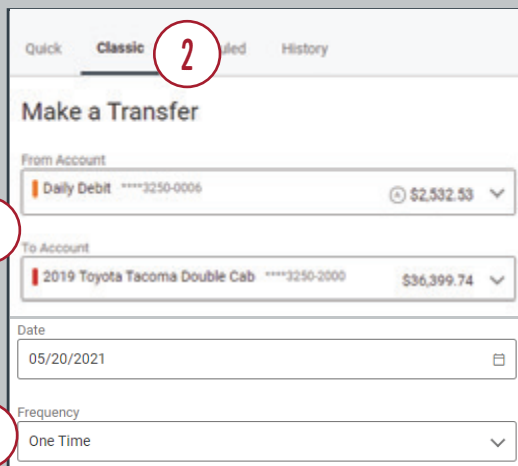 Quick Classic 2 uled History
Make a Transfer
From Account
Daily Debit ****3250-0006 $2,532.53
To Account
2019 Toyota Tacoma Double Cab ****3250-2000 $36,399.74
Date
05/20/2021
Frequency
One Time